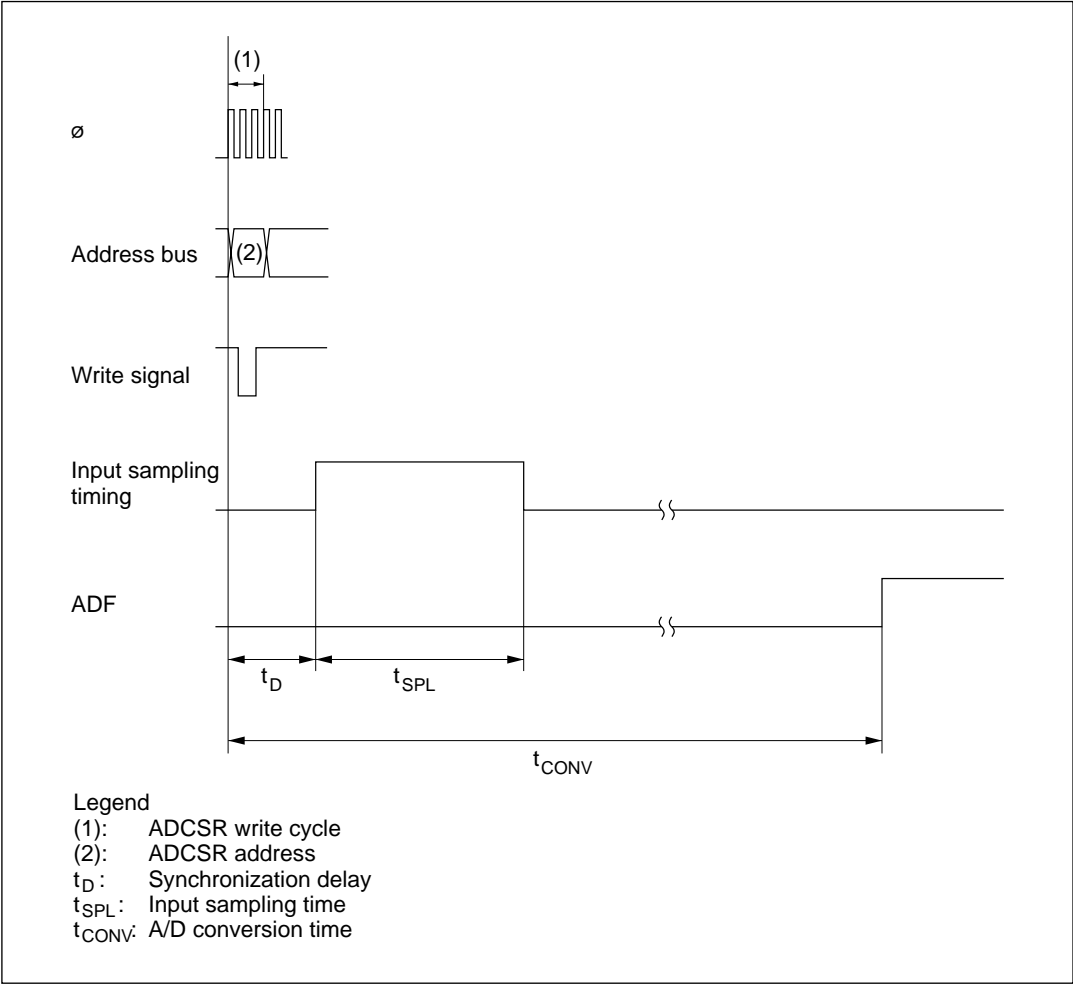 (1)
ø
Address bus
(2)
Write signal
Input sampling
timing
ADF
tD
tSPL
tCONV
Legend
(1): ADCSR write cycle
(2): ADCSR address
tD : Synchronization delay
tSPL : Input sampling time
tCONV: A/D conversion time